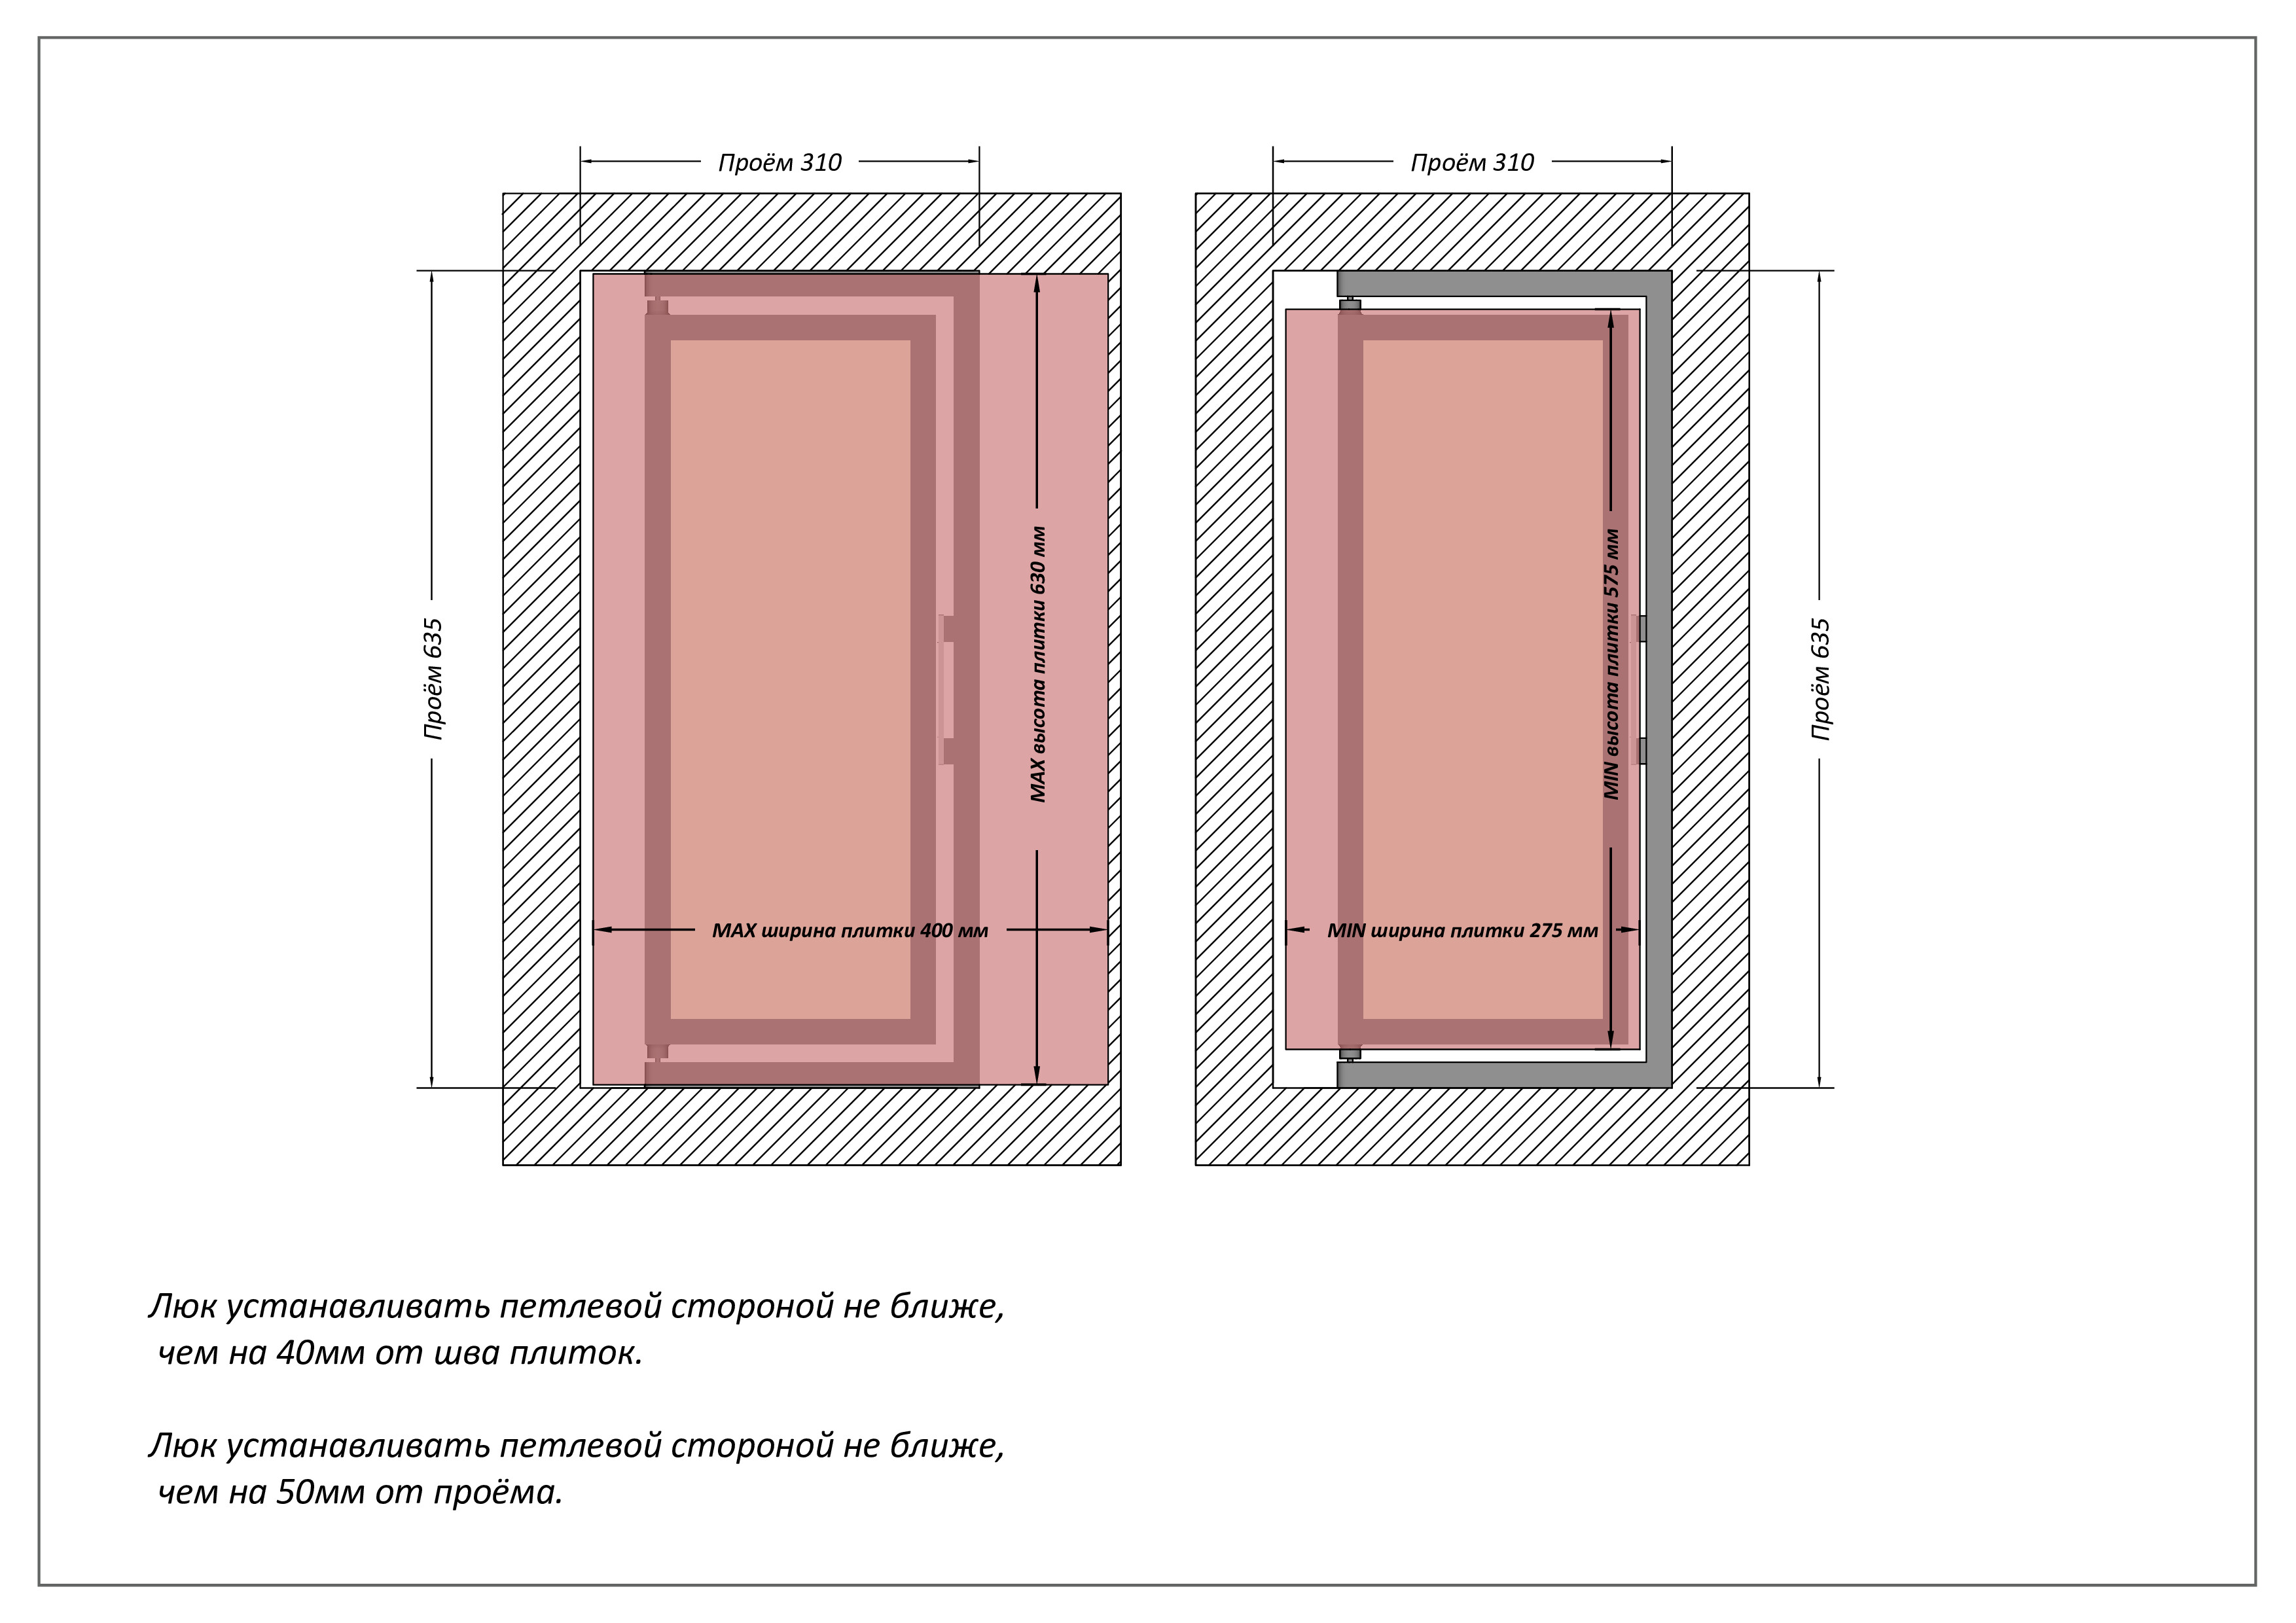 Проём 310
Проём 310
Проём 635
MAX высота плитки 630 мм
MAX ширина плитки 400 мм
MIN высота плитки 575 мм
MIN ширина плитки 275 мм
Проём 635
Люк устанавливать петлевой стороной не ближе,
чем на 40мм от шва плиток.
Люк устанавливать петлевой стороной не ближе,
чем на 50мм от проёма.